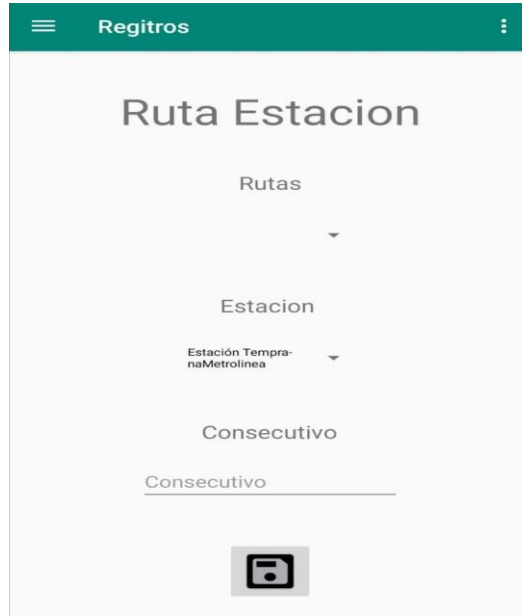 Regitros
Ruta Estacion
Rutas
Estacion
Estación Tempra-
naMetrolinea
Consecutivo
Consecutivo